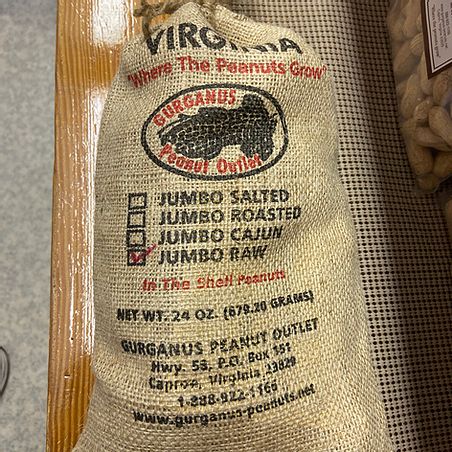 VIRGINIA
"Where The Peanuts Grow"
GURGANUS
Peanut Outlet
JUMBO SALTED
JUMBO ROASTED
JUMBO CAJUN
JUMBO RAW
In The Shell Peanuts
NET WT. 24 OZ. (679.20 GRAMS)
GURGANUS PEANUT OUTLET
Hwy. 58, P.O. Box 151
Capron, Virginia 23829
1-888-922-1166
www.gurganus-peanuts.net